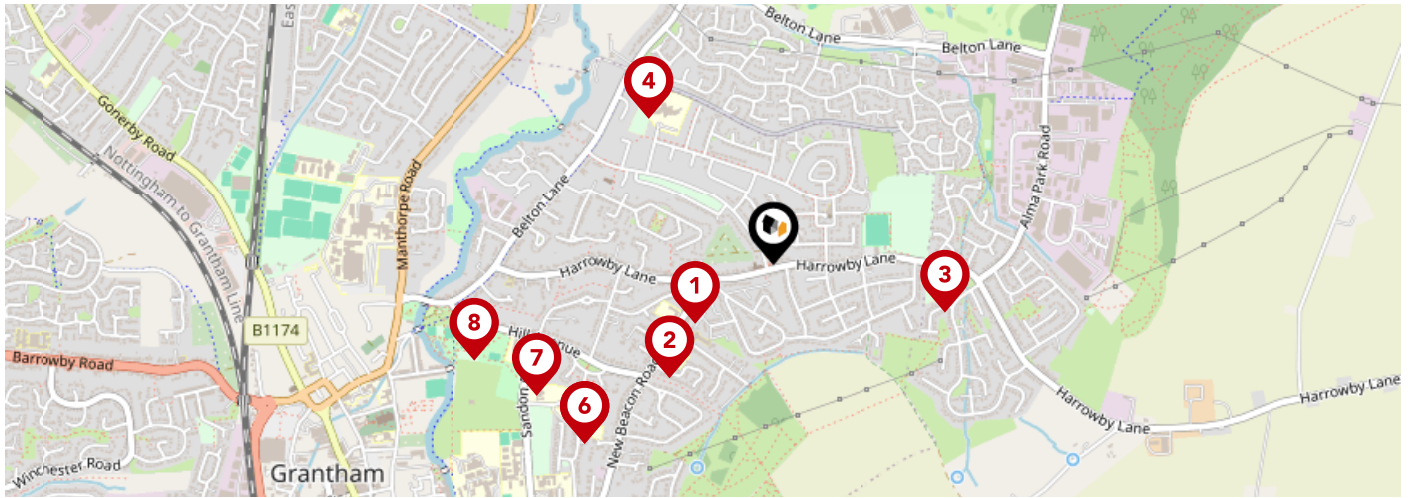 Belton Lane
Belton Lane
Eas
4
Gonerby Road
Nottingham to Grantham Line
Manthorpe Road
Belton Lane
Alma Park Road
Harrowby Lane
Harrowby Lane
3
1
B1174
8
Hill
nue
2
7
Barrowby Road
6
Sandon
New Beacon Road
Harrowby Lane
Harrowby Lane
Winchester Road
Grantham